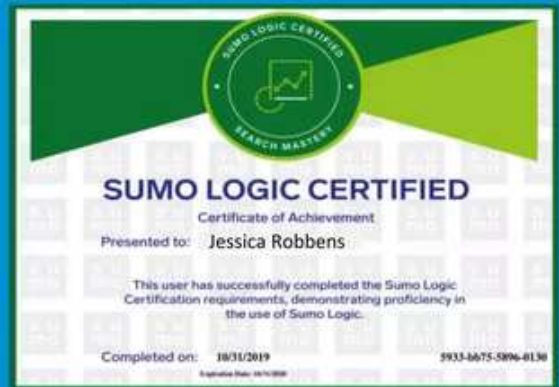 SUMO LOGIC CERTIFIED
SEARCH MASTERY
SUMO LOGIC CERTIFIED
Certificate of Achievement
Presented to: Jessica Robbens
This user has successfully completed the Sumo Logic
Certification requirements, demonstrating proficiency in
the use of Sumo Logic.
Completed on: 10/31/2019 5933-bb75-5896-0130
Expiration Date: